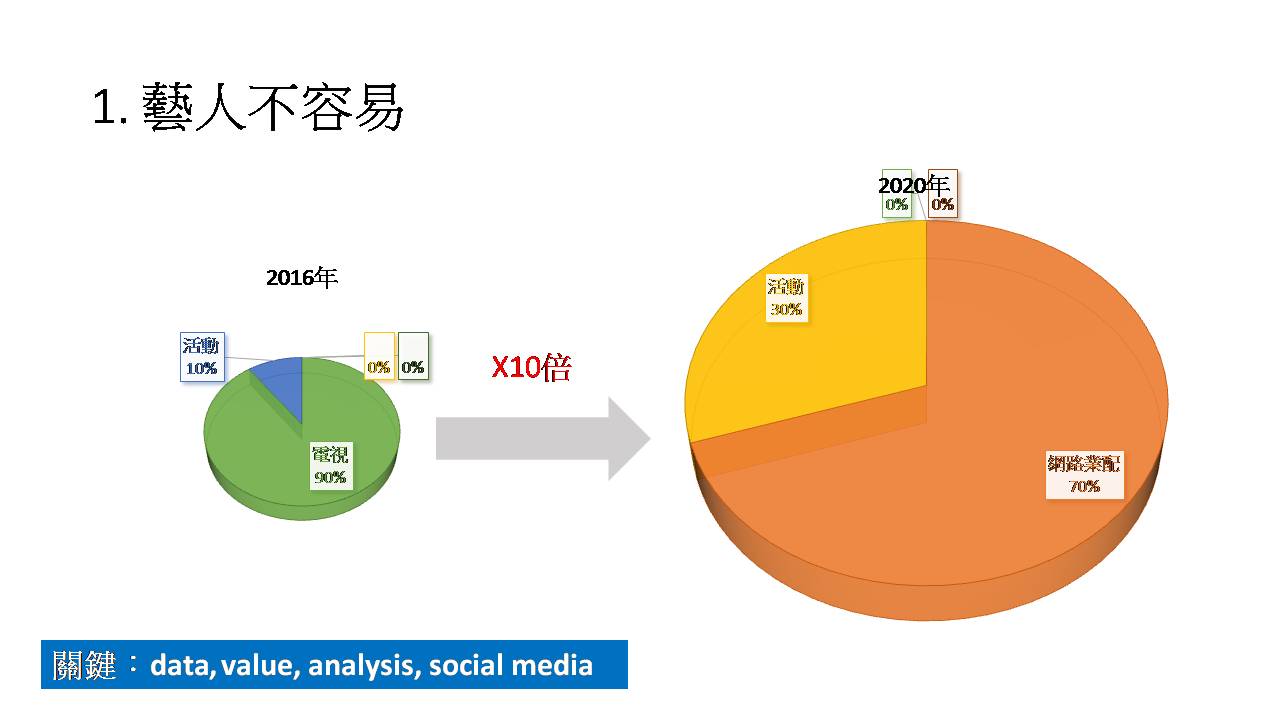 1. 藝人不容易
2016年
活動
10%
0%
0%
電視
90%
X10倍
2020年
0%
0%
活動
30%
網路業配
70%
關鍵：data, value, analysis, social media